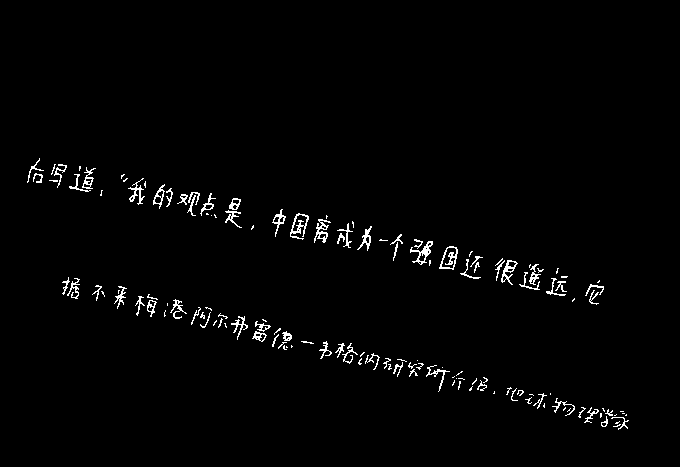 后写道，“我的观点是，中国离成为一个强国还很遥远，它
据不来梅港阿尔弗雷德一韦格纳研究所介绍，地球物理学家